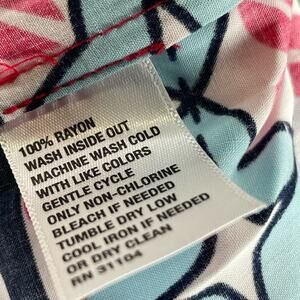 100% RAYON
WASH INSIDE OUT
MACHINE WASH COLD
WITH LIKE COLORS
GENTLE CYCLE
ONLY NON-CHLORINE
BLEACH IF NEEDED
TUMBLE DRY LOW
COOL IRON IF NEEDED
OR DRY CLEAN
RN 31104